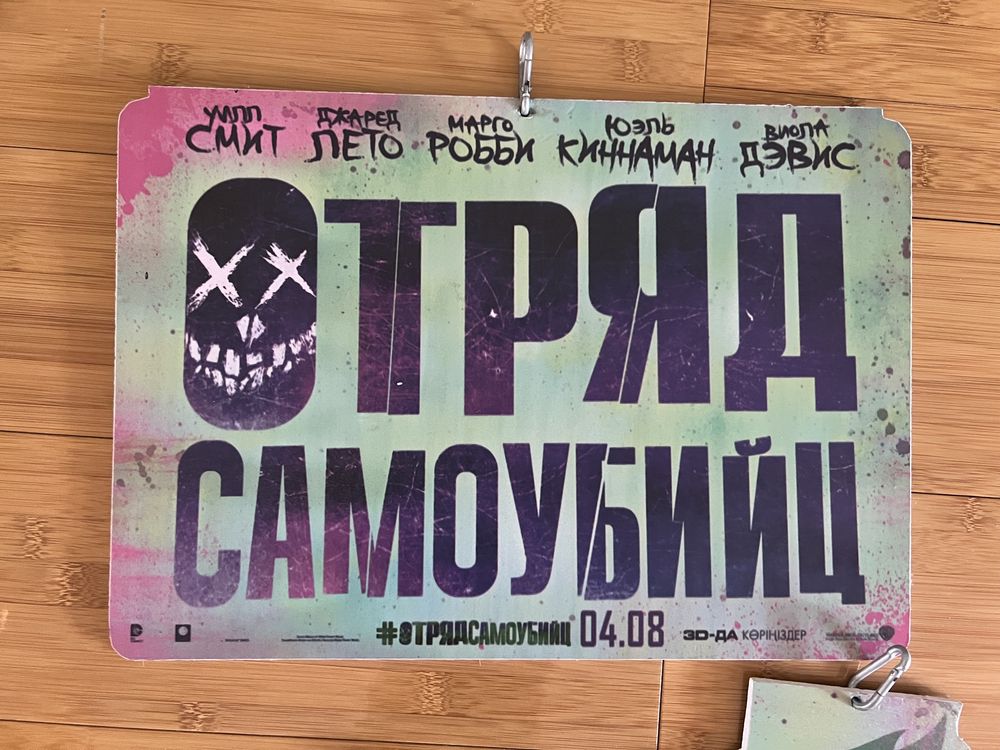 УИЛЛ ДЖАРЕД МАРГО ЮЭЛЬ ВИОЛА
СМИТ ЛЕТО РОББИ КИННАМАН ДЭВИС
ОТРЯД
САМОУБИЙЦ
#ОТРЯДСАМОУБИЙЦ 04.08 3D-ДА КӨРІҢІЗДЕР